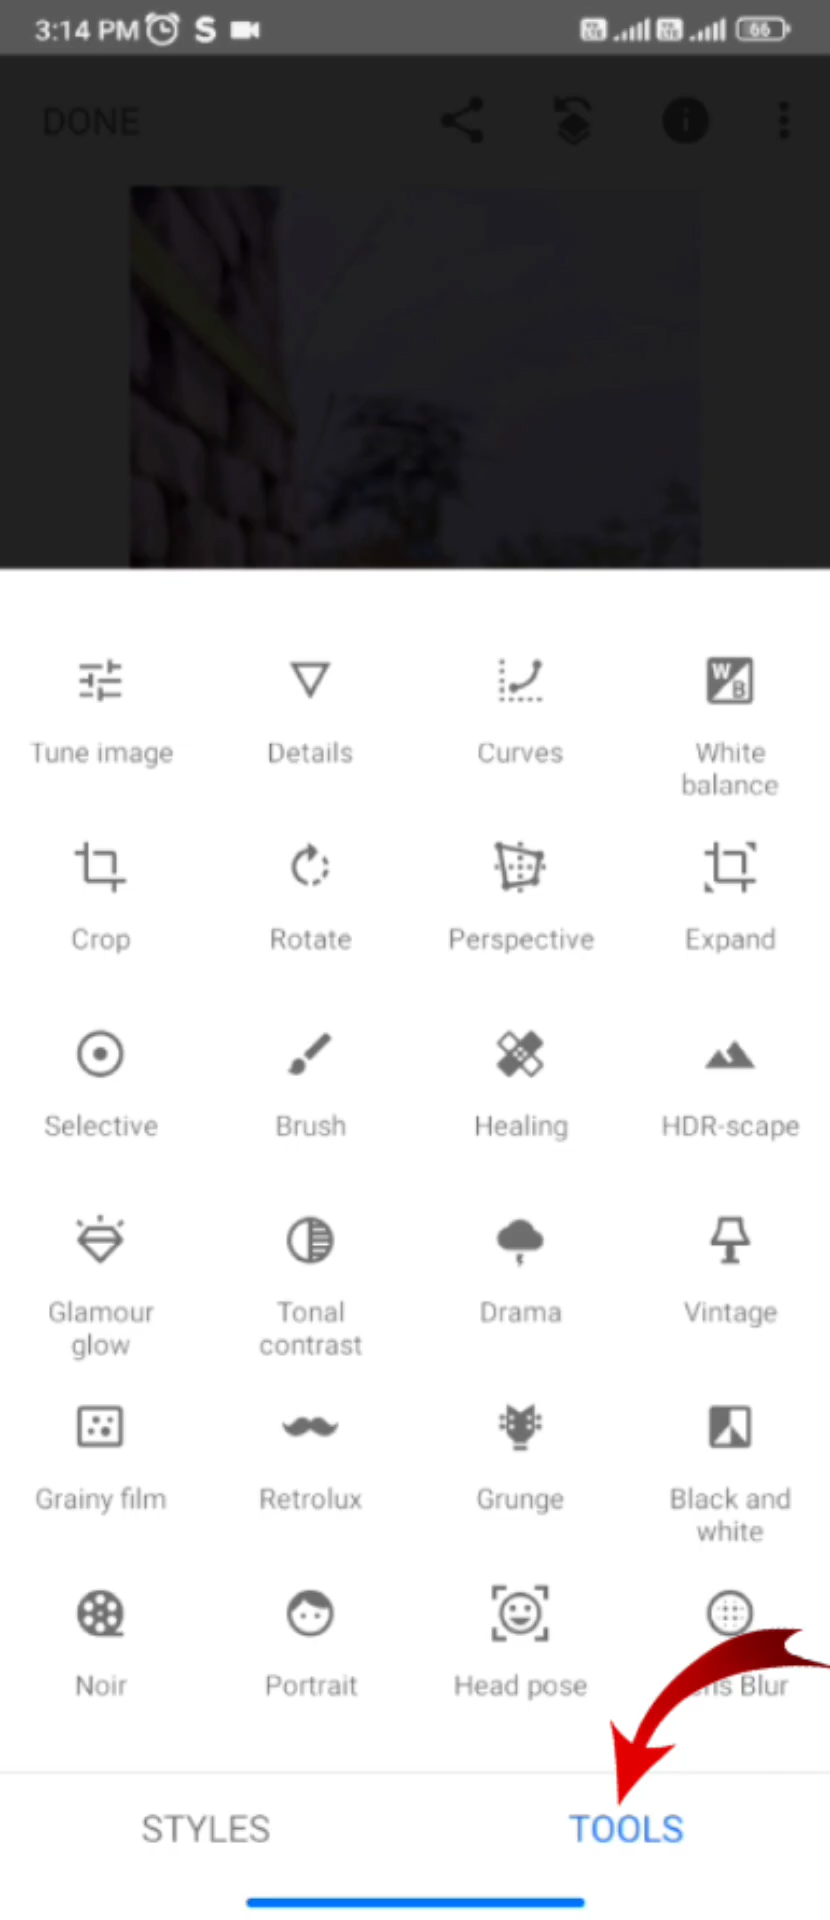 3:14 PM S 66
DONE
Tune image Details Curves White balance
Crop Rotate Perspective Expand
Selective Brush Healing HDR-scape
Glamour glow Tonal contrast Drama Vintage
Grainy film Retrolux Grunge Black and white
Noir Portrait Head pose Blur
STYLES TOOLS